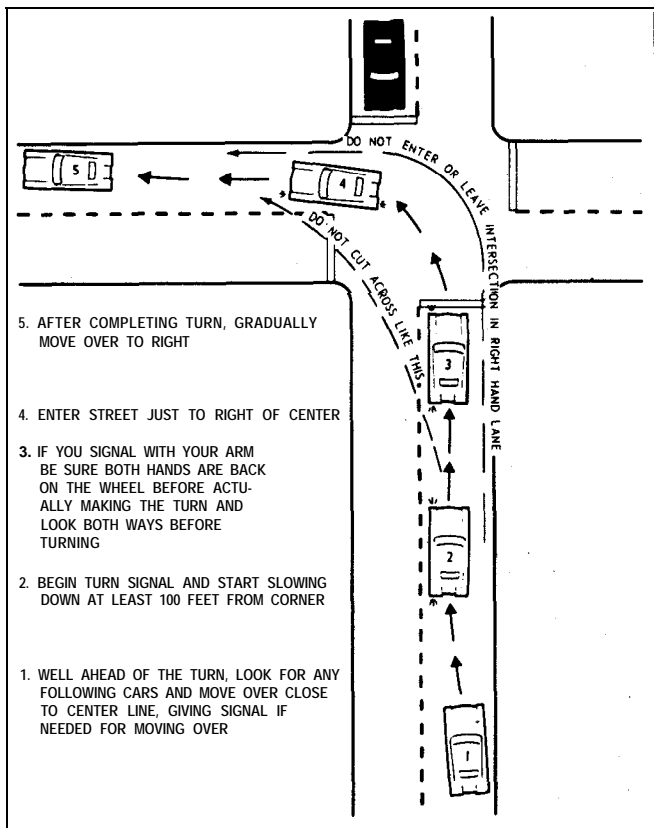 DO NOT ENTER OR LEAVE INTERSECTION IN RIGHT HAND LANE
DO NOT CUT ACROSS LIKE THIS.
5
4
3
2
1
5. AFTER COMPLETING TURN, GRADUALLY
MOVE OVER TO RIGHT
4. ENTER STREET JUST TO RIGHT OF CENTER
3. IF YOU SIGNAL WITH YOUR ARM
BE SURE BOTH HANDS ARE BACK
ON THE WHEEL BEFORE ACTU-
ALLY MAKING THE TURN AND
LOOK BOTH WAYS BEFORE
TURNING
2. BEGIN TURN SIGNAL AND START SLOWING
DOWN AT LEAST 100 FEET FROM CORNER
1. WELL AHEAD OF THE TURN, LOOK FOR ANY
FOLLOWING CARS AND MOVE OVER CLOSE
TO CENTER LINE, GIVING SIGNAL IF
NEEDED FOR MOVING OVER